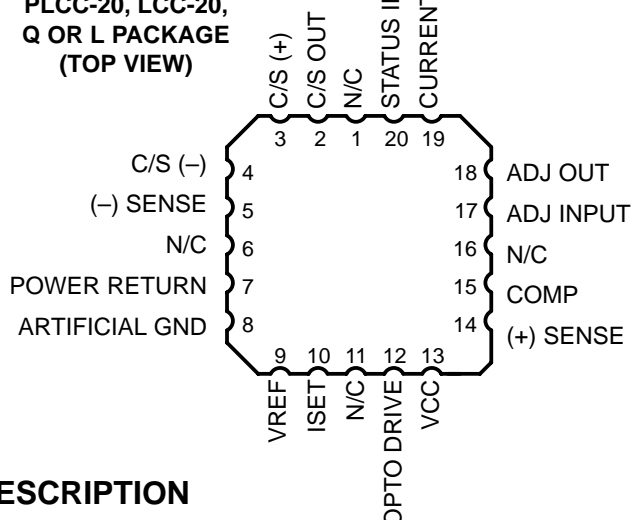 PLCC-20, LCC-20,
Q OR L PACKAGE
(TOP VIEW)
C/S (+)
C/S OUT
N/C
STATUS
CURRENT
3 2 1 20 19
C/S (–) 4
(–) SENSE 5
N/C 6
POWER RETURN 7
ARTIFICIAL GND 8
18 ADJ OUT
17 ADJ INPUT
16 N/C
15 COMP
14 (+) SENSE
9 10 11 12 13
VREF
ISET
N/C
OPTO DRIVE
VCC
ESCRIPTION